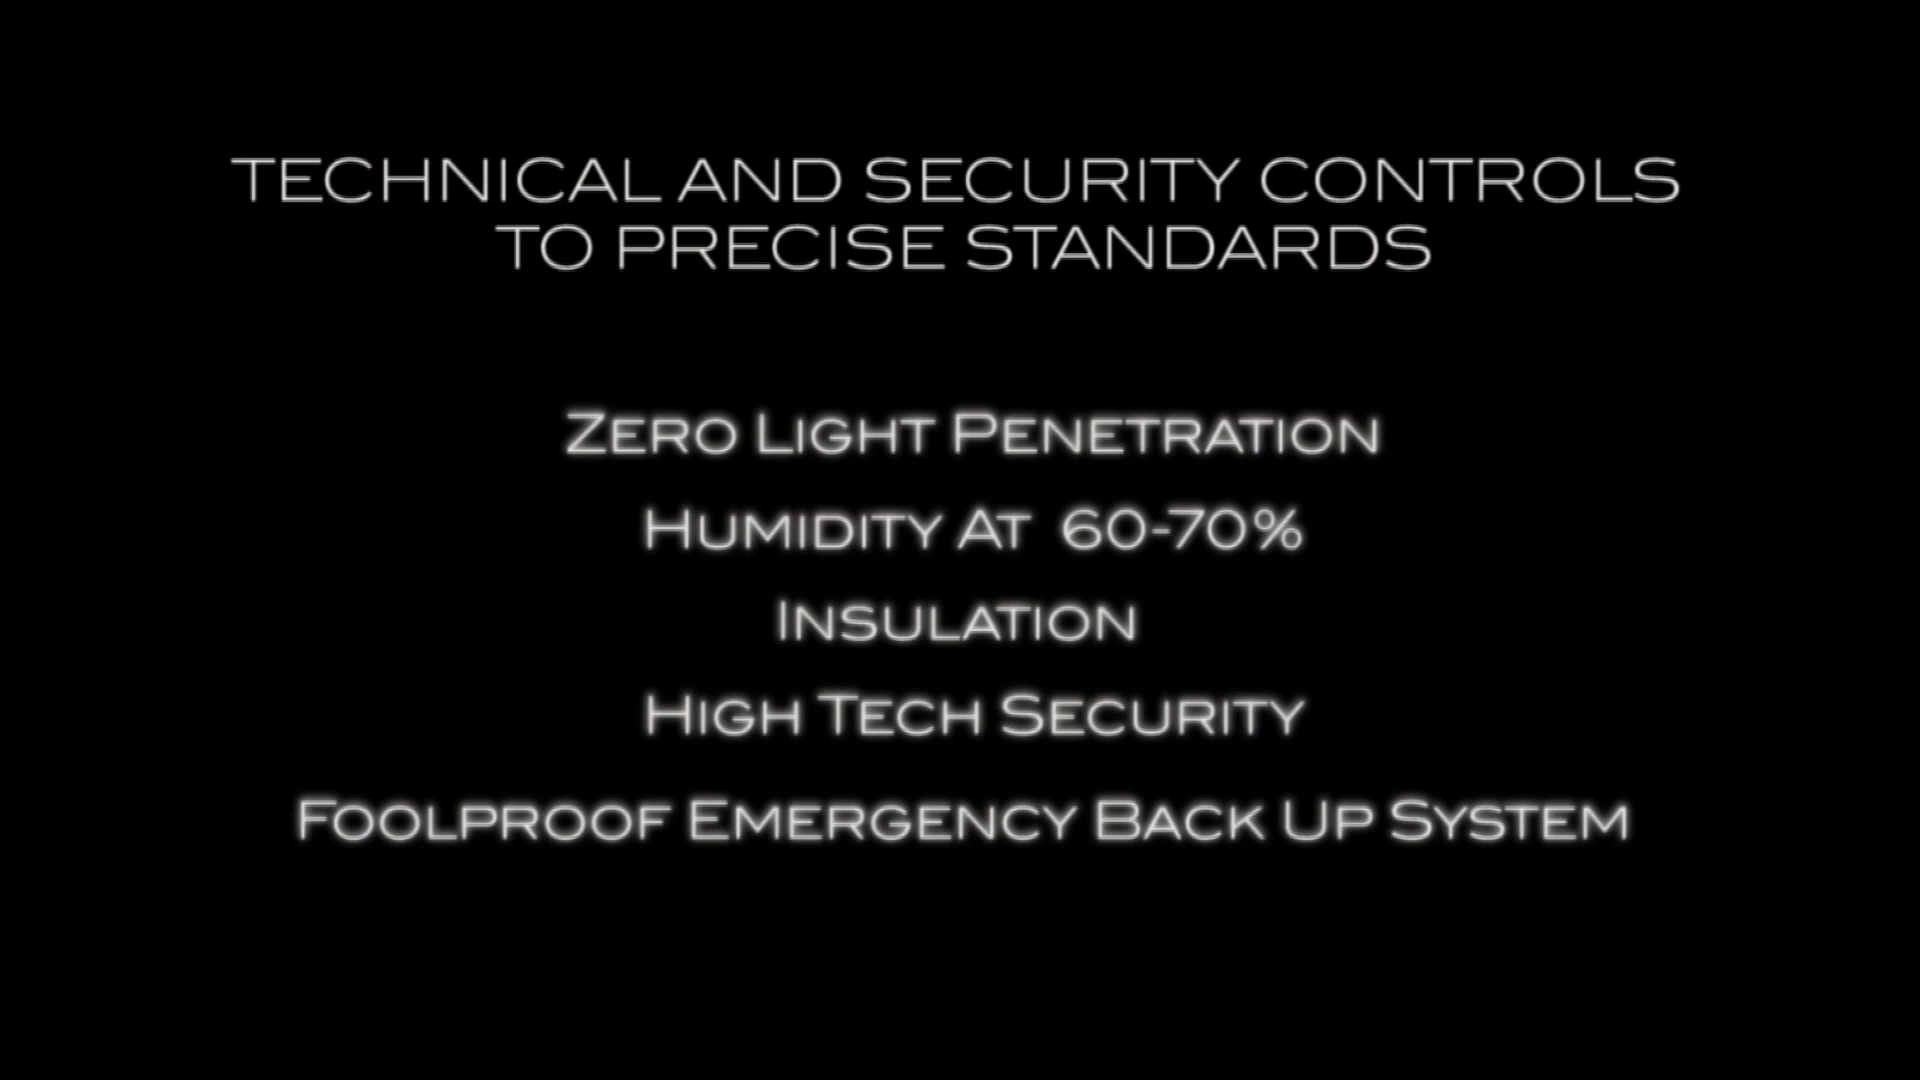 TECHNICAL AND SECURITY CONTROLS
TO PRECISE STANDARDS
ZERO LIGHT PENETRATION
HUMIDITY AT 60-70%
INSULATION
HIGH TECH SECURITY
FOOLPROOF EMERGENCY BACK UP SYSTEM